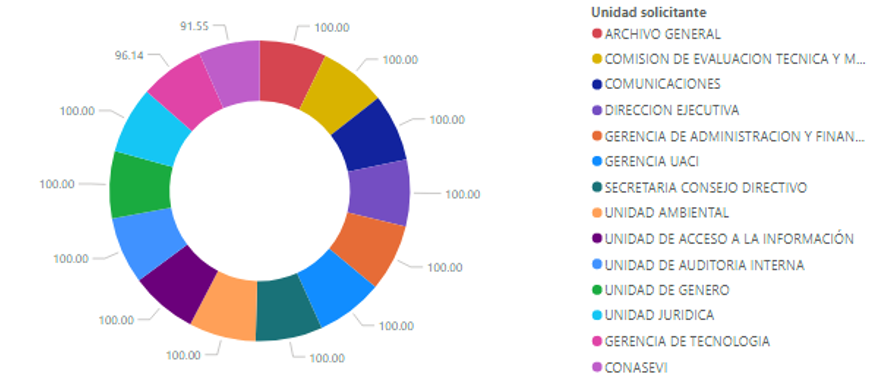 91.55
100.00
96.14
100.00
100.00
100.00
100.00
100.00
100.00
100.00
100.00
100.00
100.00
100.00
Unidad solicitante
ARCHIVO GENERAL
COMISION DE EVALUACION TECNICA Y M...
COMUNICACIONES
DIRECCION EJECUTIVA
GERENCIA DE ADMINISTRACION Y FINAN...
GERENCIA UACI
SECRETARIA CONSEJO DIRECTIVO
UNIDAD AMBIENTAL
UNIDAD DE ACCESO A LA INFORMACIÓN
UNIDAD DE AUDITORIA INTERNA
UNIDAD DE GENERO
UNIDAD JURIDICA
GERENCIA DE TECNOLOGIA
CONASEVI